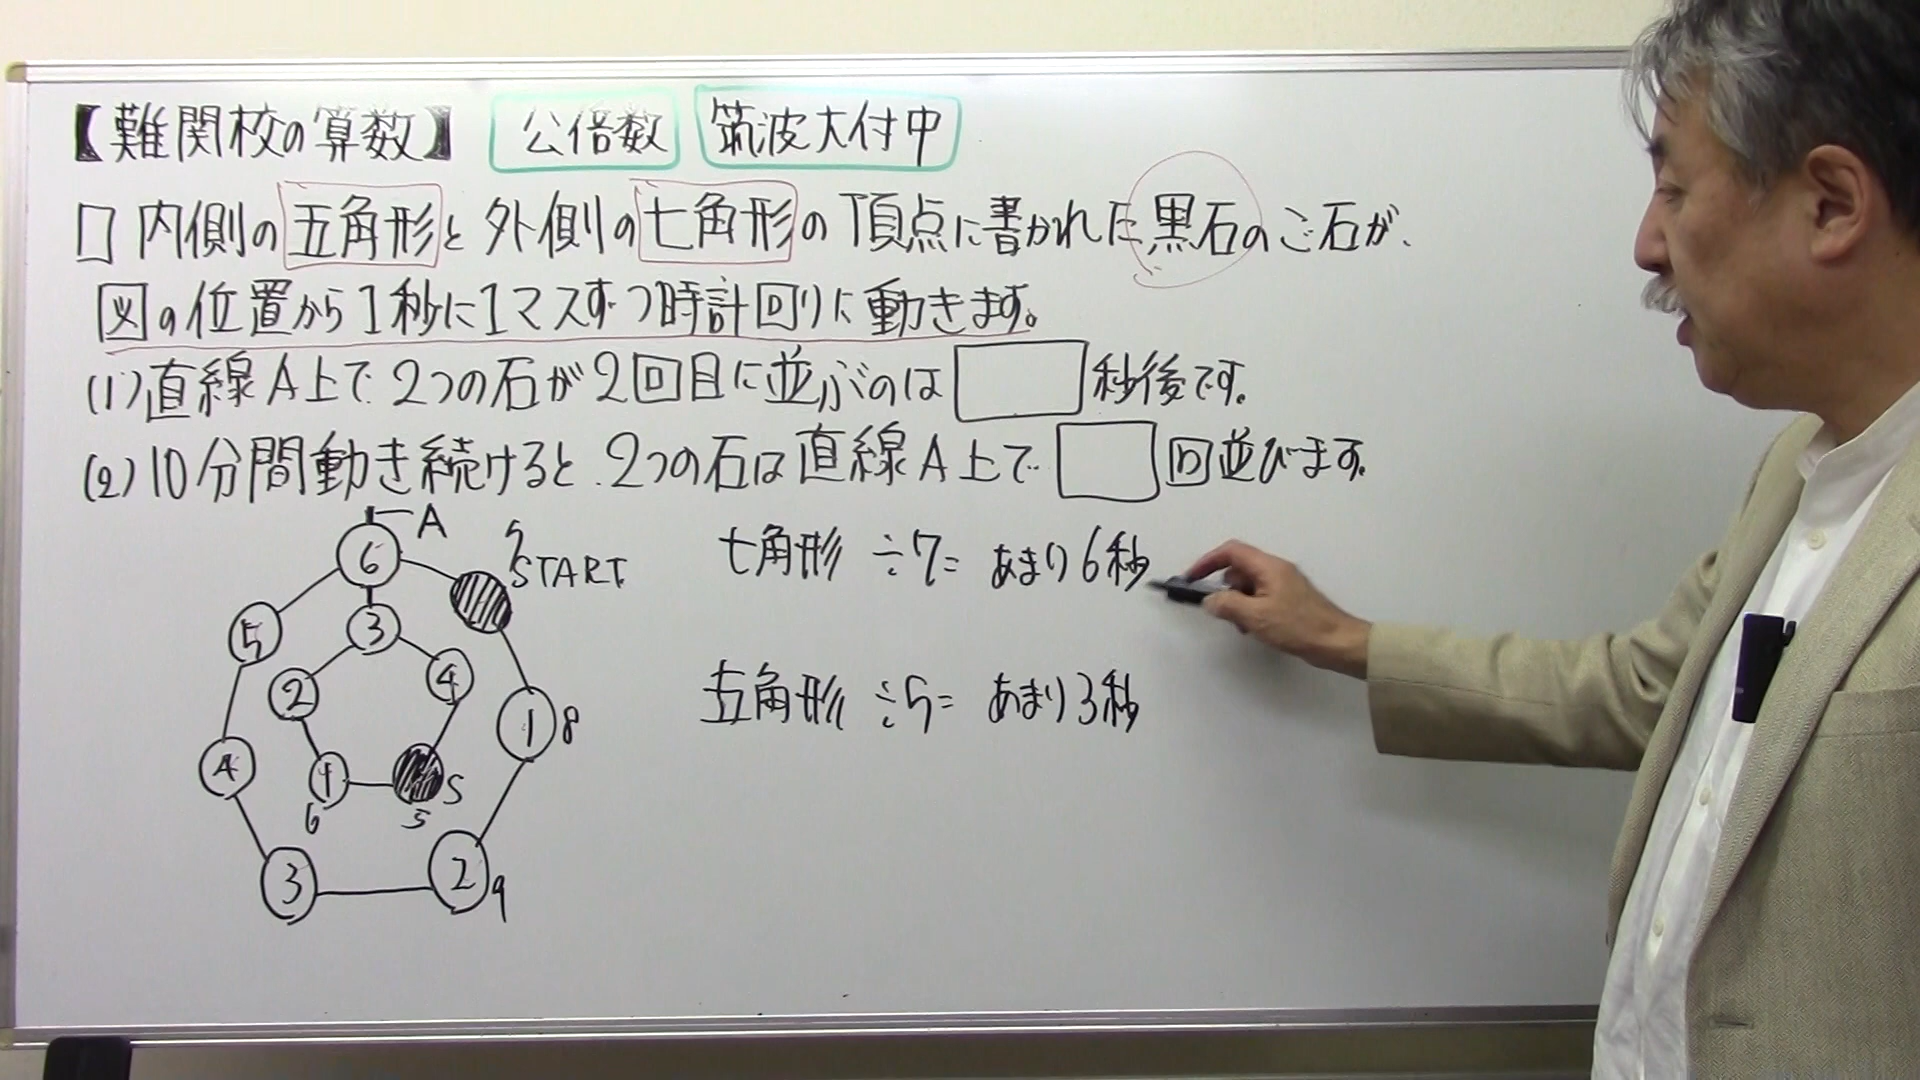 【難関校の算数】 公倍数 筑波大付中
□ 内側の五角形と外側の七角形の頂点に書かれた黒石のご石が、
図の位置から1秒に1マスずつ時計回りに動きます。
(1)直線A上で2つの石が2回目に並ぶのは□秒後です。
(2)10分間動き続けると、2つの石は直線A上で□回並びます。
A
7
START
6
5
3
2
4
1
8
4
1
6
S
5
3
2
9
七角形 ÷7= あまり6秒
五角形 ÷5= あまり3秒